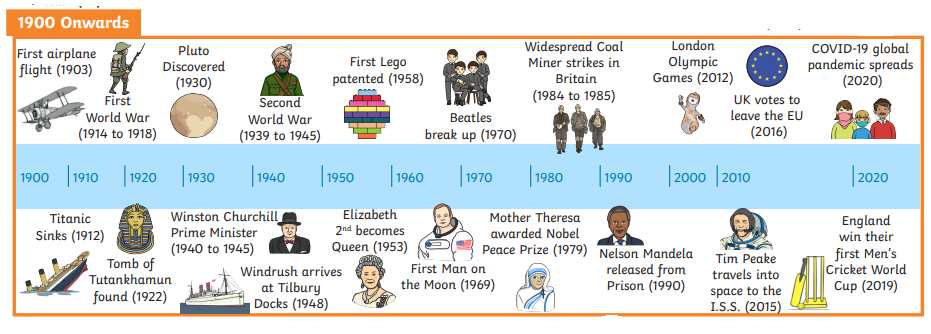 1900 Onwards
First airplane
flight (1903)
First
World War
(1914 to 1918)
Pluto
Discovered
(1930)
Second
World War
(1939 to 1945)
First Lego
patented (1958)
Beatles
break up (1970)
Widespread Coal
Miner strikes in
Britain
(1984 to 1985)
London
Olympic
Games (2012)
UK votes to
leave the EU
(2016)
COVID-19 global
pandemic spreads
(2020)
1900
1910
1920
1930
1940
1950
1960
1970
1980
1990
2000
2010
2020
Titanic
Sinks (1912)
Tomb of
Tutankhamun
found (1922)
Winston Churchill
Prime Minister
(1940 to 1945)
Windrush arrives
at Tilbury
Docks (1948)
Elizabeth
2nd becomes
Queen (1953)
First Man on
the Moon (1969)
Mother Theresa
awarded Nobel
Peace Prize (1979)
Nelson Mandela
released from
Prison (1990)
Tim Peake
travels into
space to the
I.S.S. (2015)
England
win their
first Men's
Cricket World
Cup (2019)